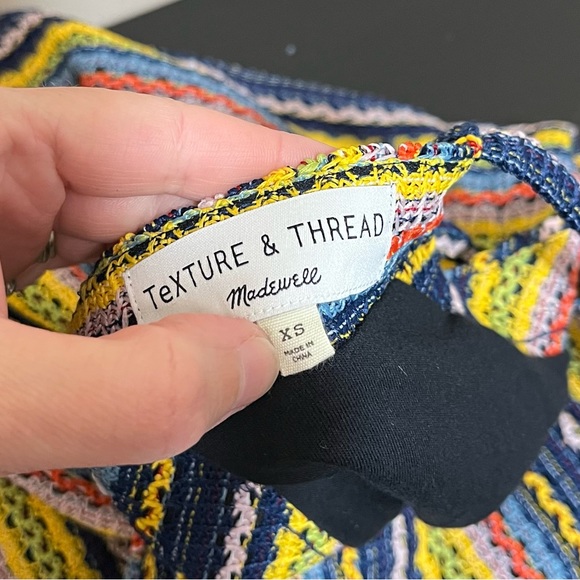 TeXTURE & THREAD
Madewell
XS
MADE IN
CHINA